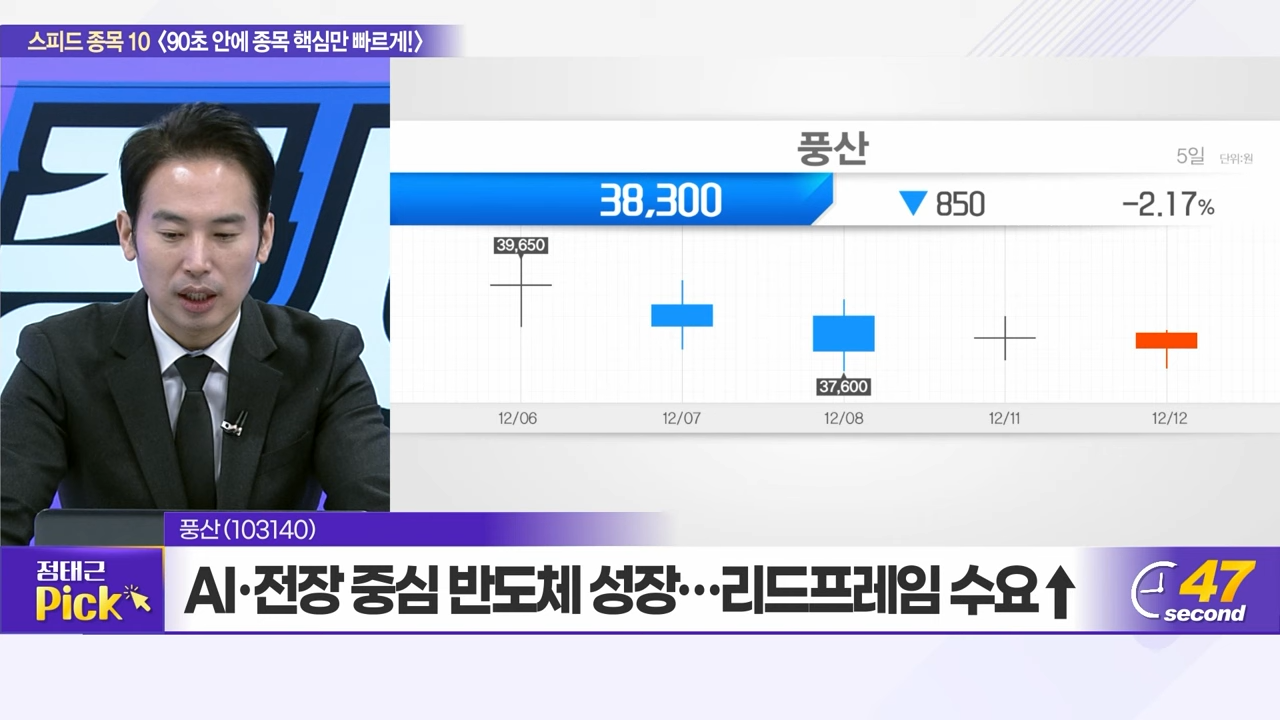 스피드 종목 10 〈90초 안에 종목 핵심만 빠르게!〉
풍산
5일 단위:원
38,300 ▼ 850 -2.17%
39,650
37,600
12/06 12/07 12/08 12/11 12/12
풍산(103140)
정태근
Pick
AI·전장 중심 반도체 성장…리드프레임 수요↑
47
second